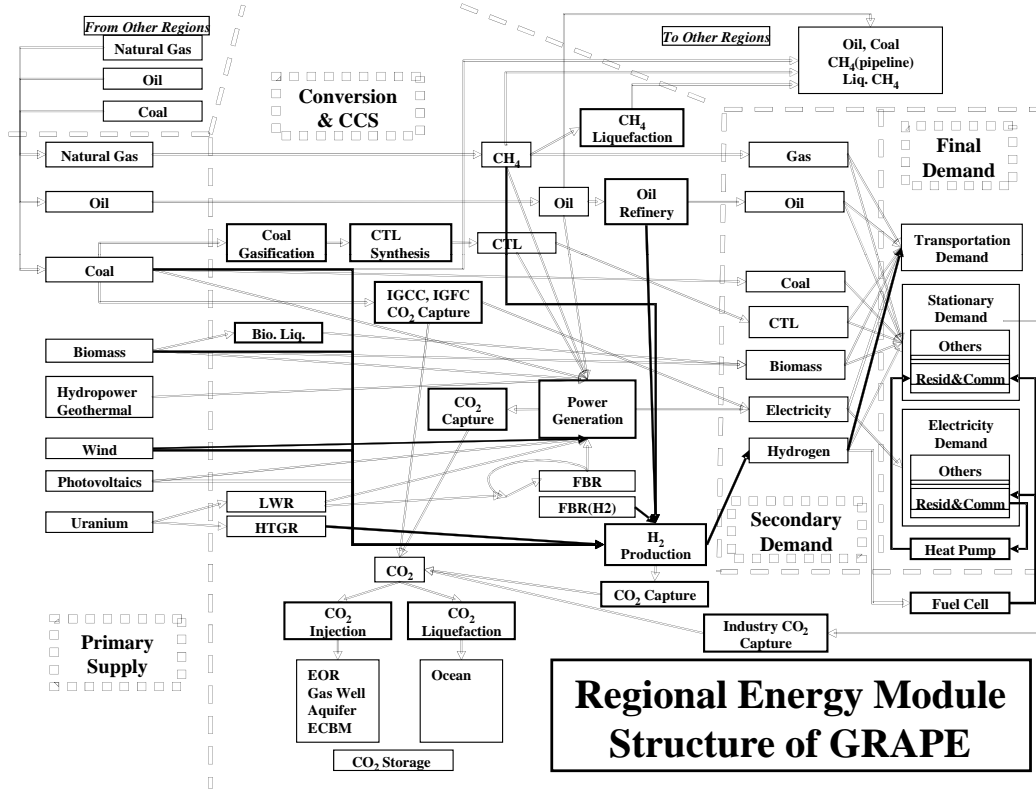 From Other Regions
Natural Gas
Oil
Coal
To Other Regions
Oil, Coal
CH4(pipeline)
Liq. CH4
Conversion
& CCS
CH4
Liquefaction
Final
Demand
Natural Gas
CH4
Gas
Oil
Oil
Oil
Refinery
Oil
Coal
Gasification
CTL
Synthesis
CTL
Transportation
Demand
Coal
Coal
IGCC, IGFC
CO2 Capture
CTL
Stationary
Demand
Others
Resid&Comm
Bio. Liq.
Biomass
Biomass
Hydropower
Geothermal
CO2
Capture
Power
Generation
Electricity
Electricity
Demand
Others
Resid&Comm
Wind
Hydrogen
Photovoltaics
FBR
LWR
FBR(H2)
Uranium
HTGR
H2
Production
Secondary
Demand
Heat Pump
CO2
CO2 Capture
Fuel Cell
CO2
Injection
CO2
Liquefaction
Industry CO2
Capture
Primary
Supply
EOR
Gas Well
Aquifer
ECBM
Ocean
CO2 Storage
Regional Energy Module
Structure of GRAPE